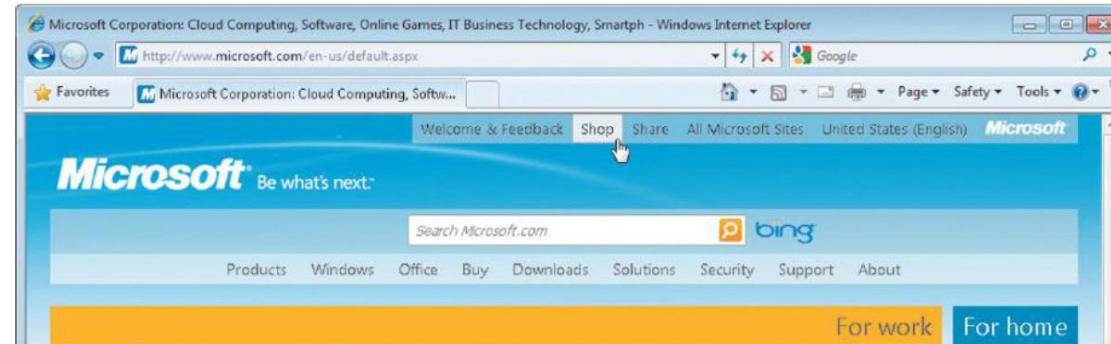 Microsoft Corporation: Cloud Computing, Software, Online Games, IT Business Technology, Smartph - Windows Internet Explorer
http://www.microsoft.com/en-us/default.aspx Google
Favorites Microsoft Corporation: Cloud Computing, Softw... Page Safety Tools
Welcome & Feedback Shop Share All Microsoft Sites United States (English) Microsoft
Microsoft Be what's next.™
Search Microsoft.com bing
Products Windows Office Buy Downloads Solutions Security Support About
For work For home